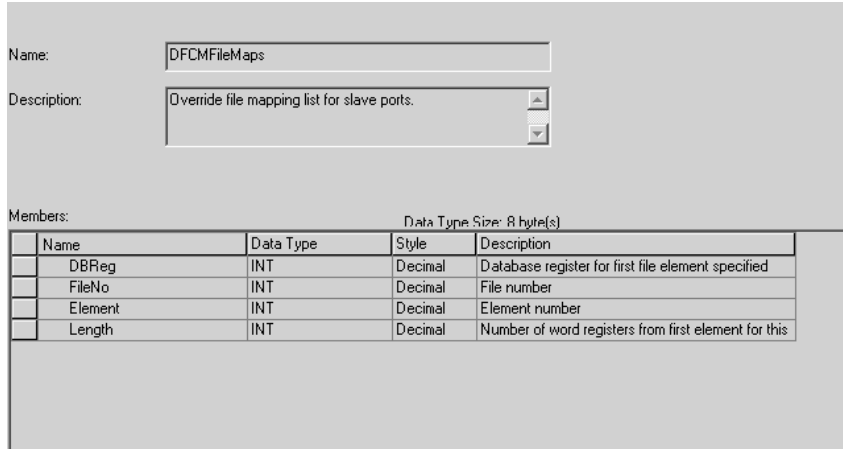 Name: DFCMFileMaps
Description: Override file mapping list for slave ports.
Members: Data Type Size: 8 byte(s)
Name Data Type Style Description
DBReg INT Decimal Database register for first file element specified
FileNo INT Decimal File number
Element INT Decimal Element number
Length INT Decimal Number of word registers from first element for this